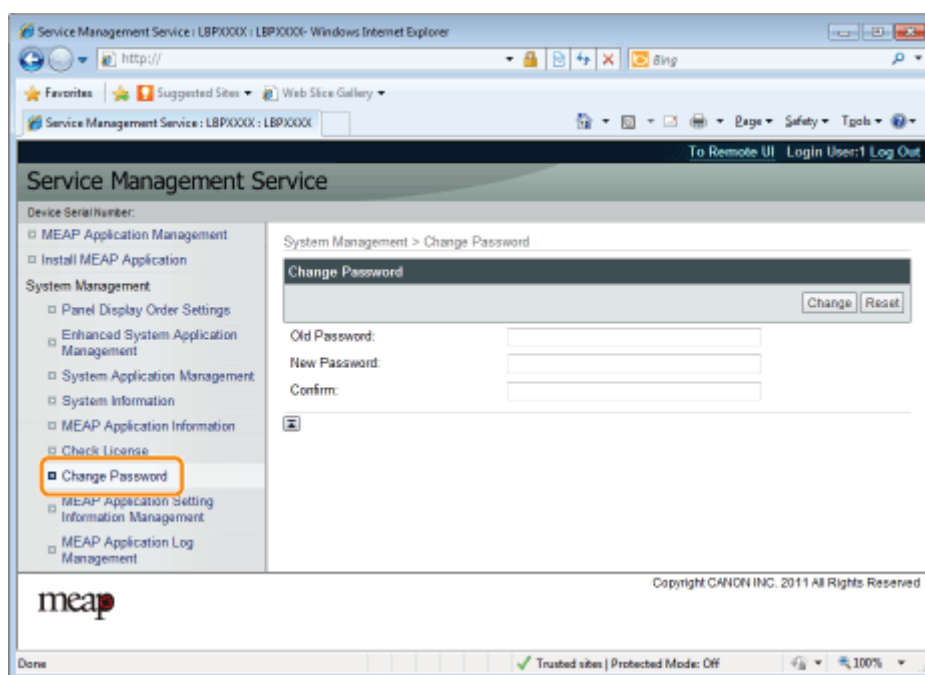 Service Management Service : LBPXXXX : LBPXXXX- Windows Internet Explorer
http://
Bing
Favorites Suggested Sites Web Slice Gallery
Service Management Service : LBPXXXX : LBPXXXX
Page Safety Tools
To Remote UI Login User:1 Log Out
Service Management Service
Device Serial Number:
MEAP Application Management
Install MEAP Application
System Management
Panel Display Order Settings
Enhanced System Application
Management
System Application Management
System Information
MEAP Application Information
Check License
Change Password
MEAP Application Setting
Information Management
MEAP Application Log
Management
System Management > Change Password
Change Password
Change Reset
Old Password:
New Password:
Confirm:
Copyright CANON INC. 2011 All Rights Reserved
meap
Done
Trusted sites | Protected Mode: Off
100%